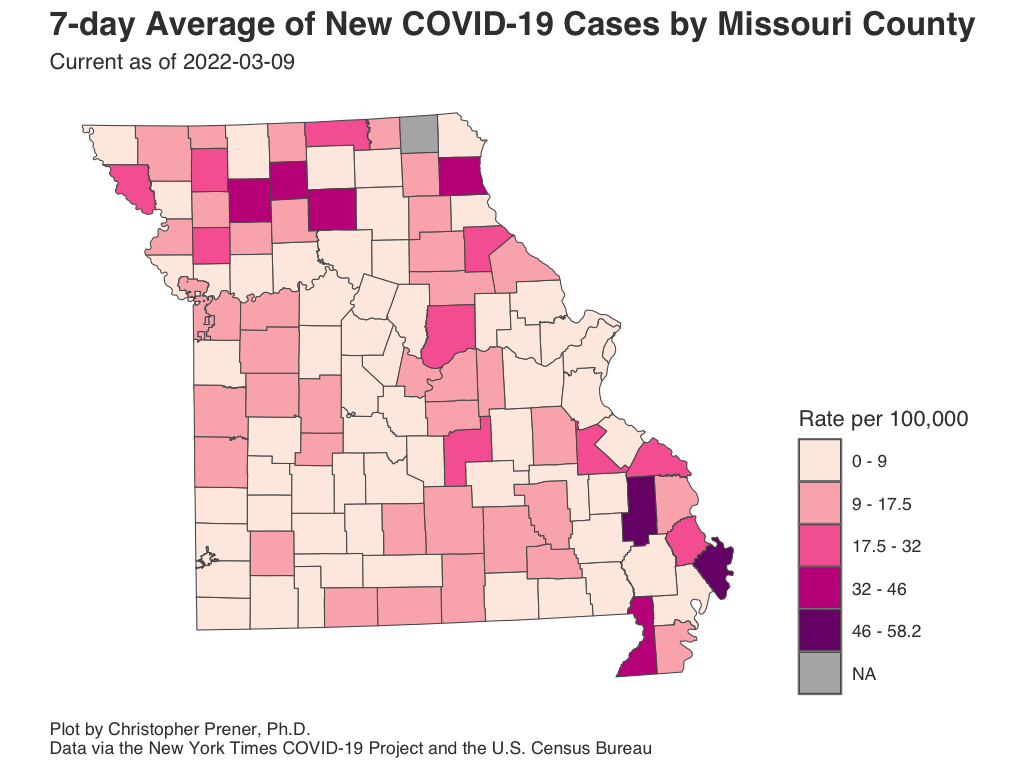 7-day Average of New COVID-19 Cases by Missouri County
Current as of 2022-03-09
Rate per 100,000
0 - 9
9 - 17.5
17.5 - 32
32 - 46
46 - 58.2
NA
Plot by Christopher Prener, Ph.D.
Data via the New York Times COVID-19 Project and the U.S. Census Bureau